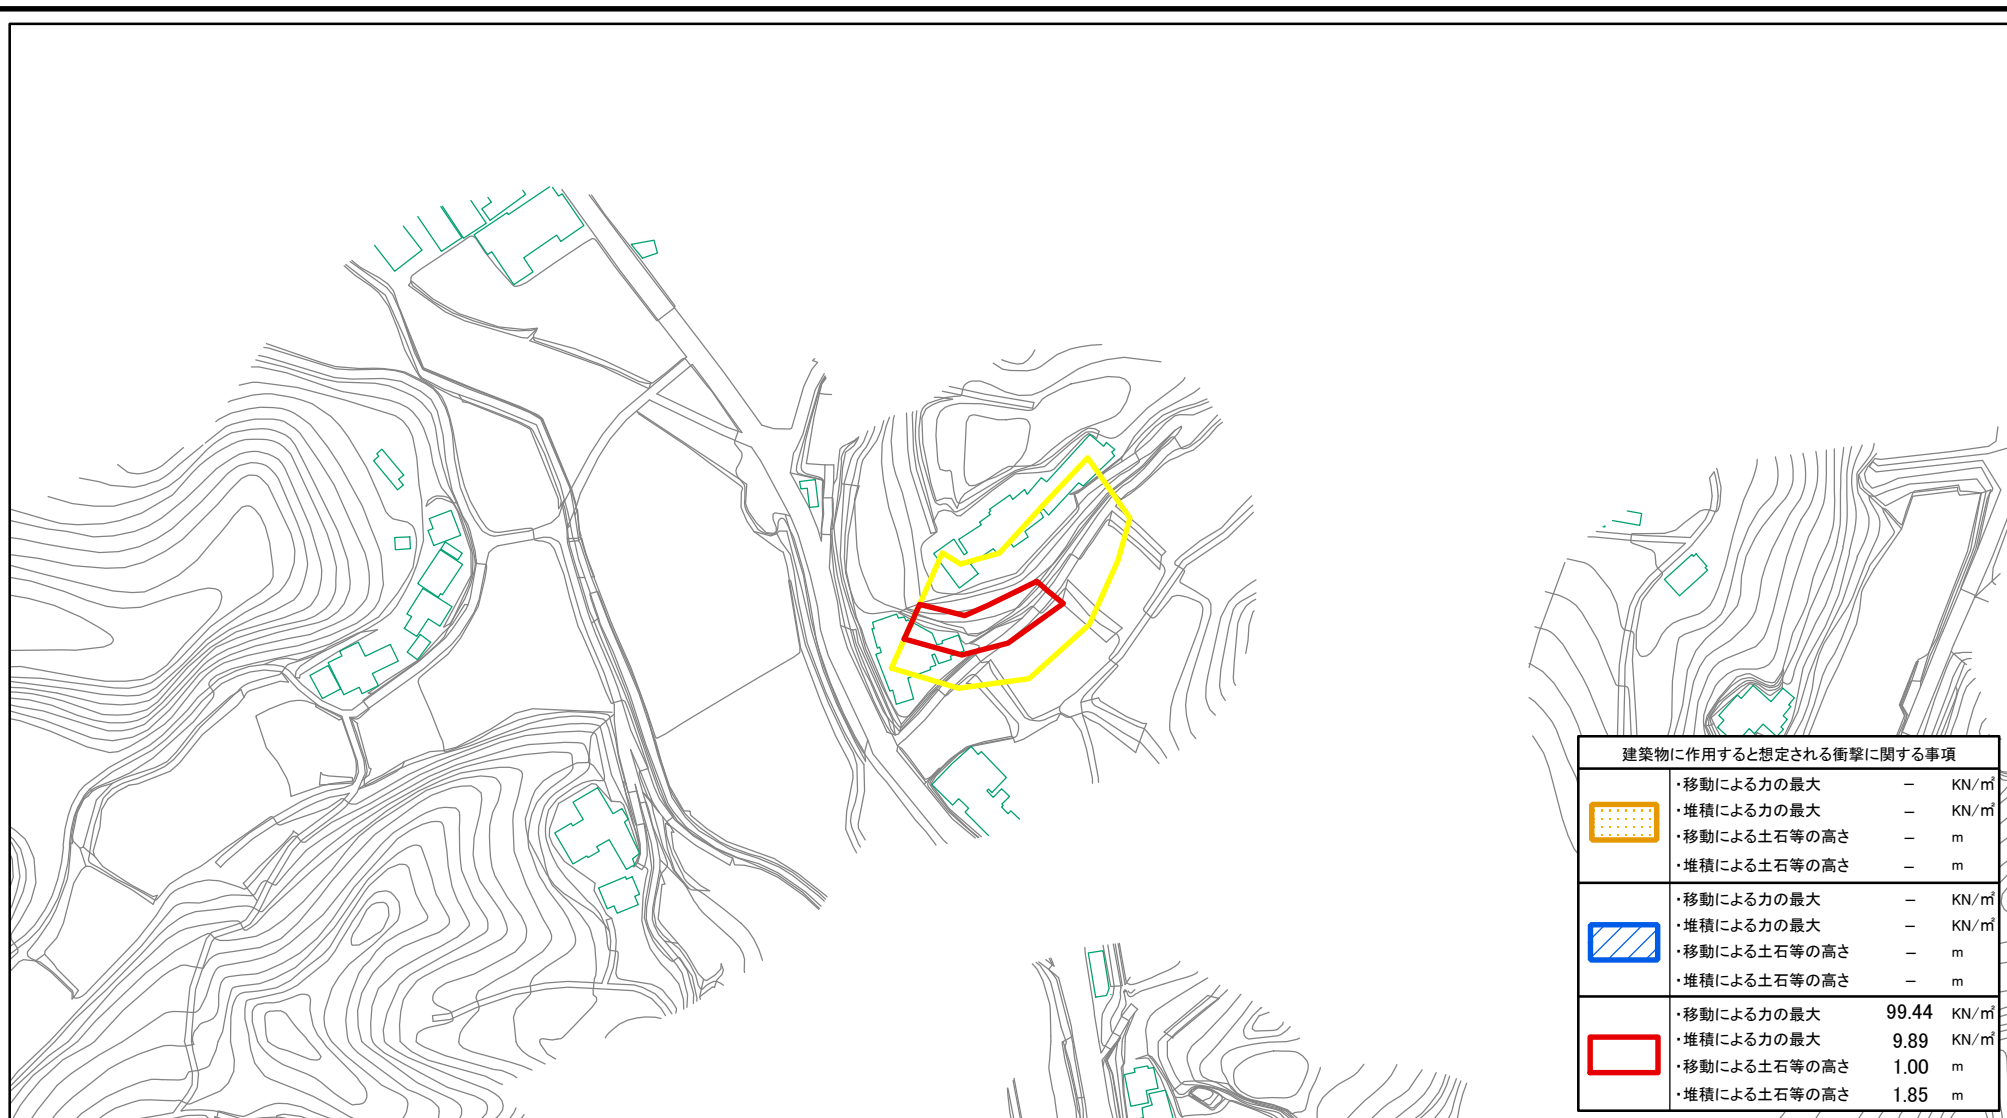 建築物に作用すると想定される衝撃に関する事項
・移動による力の最大 − KN/㎡
・堆積による力の最大 − KN/㎡
・移動による土石等の高さ − m
・堆積による土石等の高さ − m
・移動による力の最大 − KN/㎡
・堆積による力の最大 − KN/㎡
・移動による土石等の高さ − m
・堆積による土石等の高さ − m
・移動による力の最大 99.44 KN/㎡
・堆積による力の最大 9.89 KN/㎡
・移動による土石等の高さ 1.00 m
・堆積による土石等の高さ 1.85 m